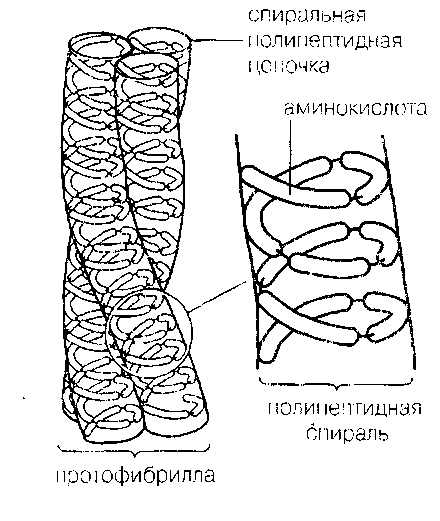 спиральная
полипептидная
цепочка
аминокислота
полипептидная
спираль
протофибрилла